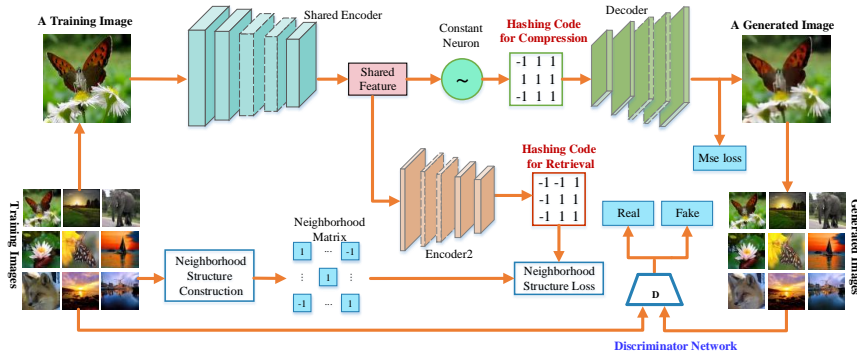 A Training Image
Shared Encoder
Constant
Neuron
Hashing Code
for Compression
Decoder
A Generated Image
Shared
Feature
~
-1 1 1
1 1 1
-1 1 1
Mse loss
Hashing Code
for Retrieval
-1 -1 1
-1 1 1
-1 1 1
Encoder2
Training Images
Neighborhood
Structure
Construction
Neighborhood
Matrix
1 ... -1
⋮ 1 ⋮
-1 ... 1
Neighborhood
Structure Loss
Real
Fake
D
Generated Images
Discriminator Network